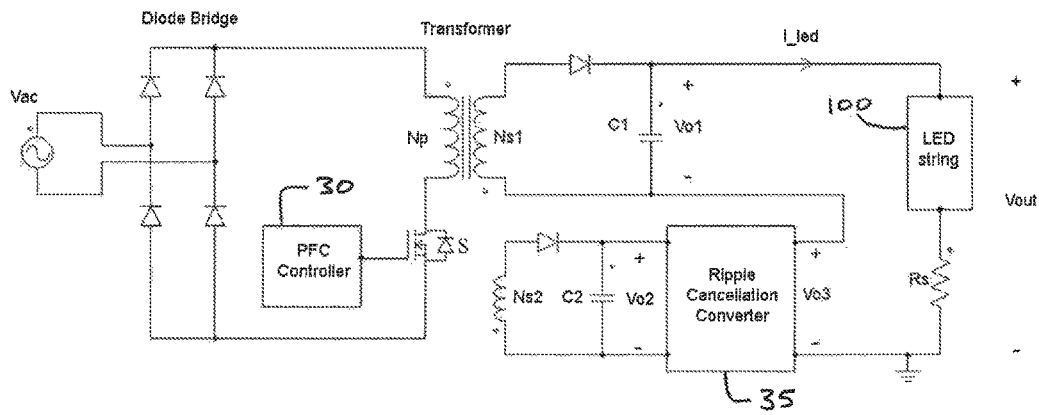 Diode Bridge
Transformer
I_led
Vac
+
100
C1
Vo1
LED string
Np
Ns1
-
Vout
30
PFC Controller
S
Ns2
C2
+
Vo2
-
Ripple Cancellation Converter
+
Vo3
-
Rs
-
35